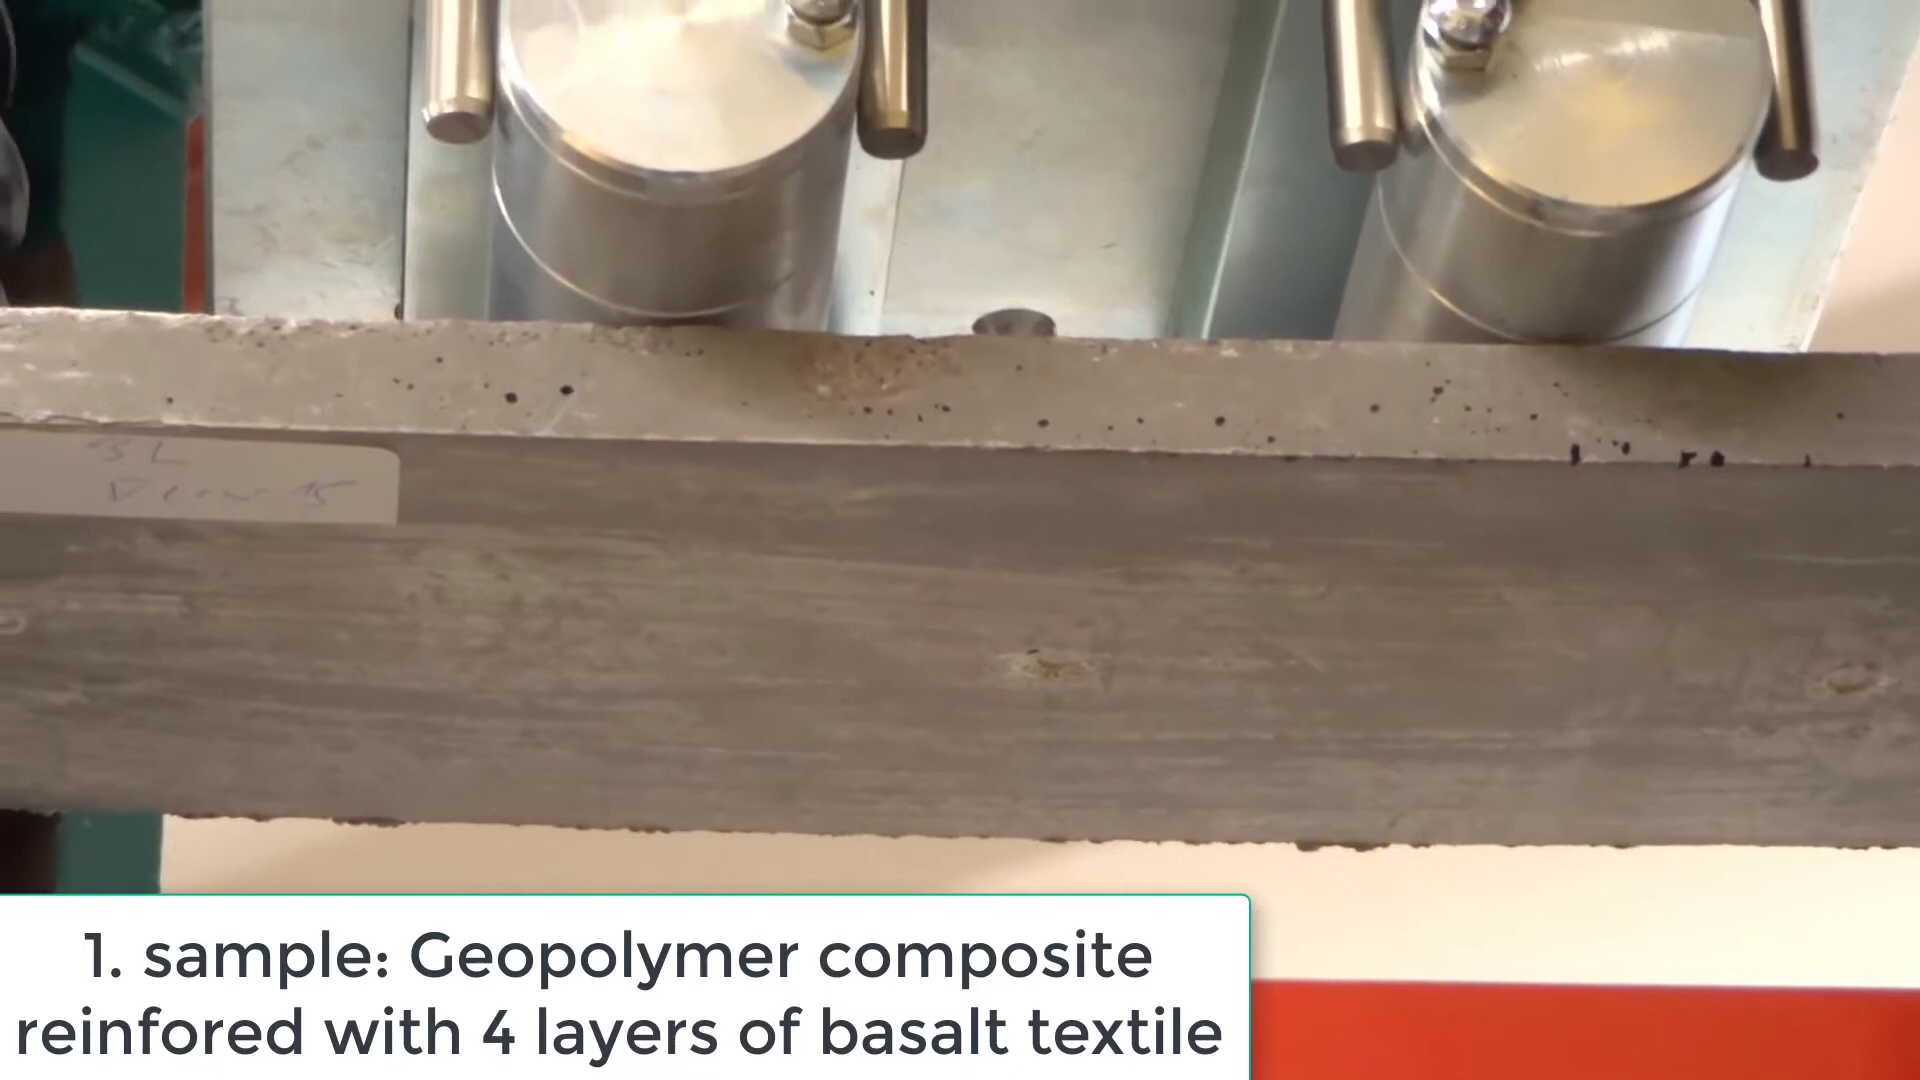 1. sample: Geopolymer composite
reinfored with 4 layers of basalt textile